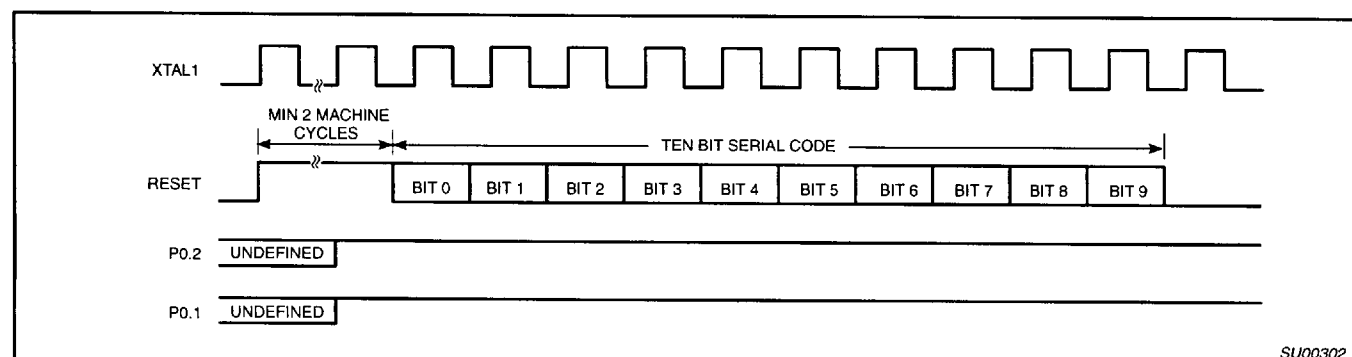 XTAL1
MIN 2 MACHINE
CYCLES
TEN BIT SERIAL CODE
RESET
BIT 0 BIT 1 BIT 2 BIT 3 BIT 4 BIT 5 BIT 6 BIT 7 BIT 8 BIT 9
P0.2 UNDEFINED
P0.1 UNDEFINED
SU00302